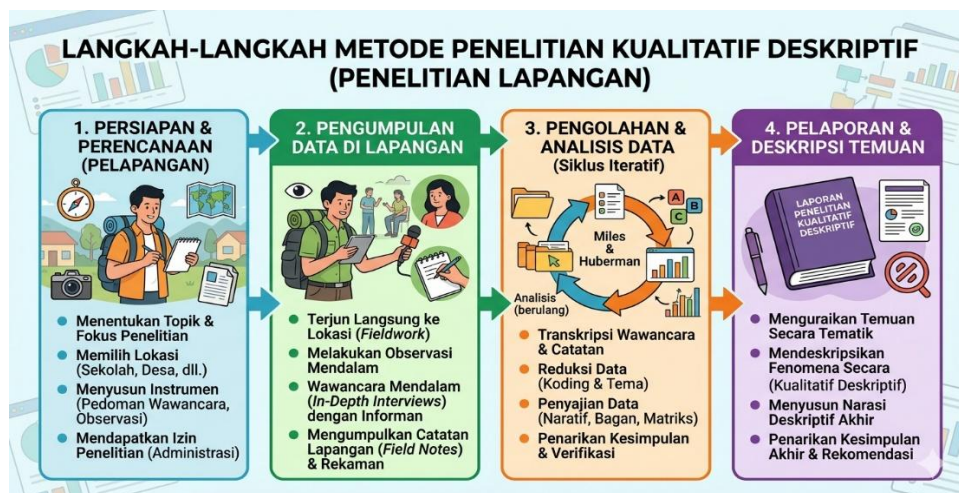 LANGKAH-LANGKAH METODE PENELITIAN KUALITATIF DESKRIPTIF
(PENELITIAN LAPANGAN)
1. PERSIAPAN &
PERENCANAAN
(PELAPANGAN)
Menentukan Topik &
Fokus Penelitian
Memilih Lokasi
(Sekolah, Desa, dll.)
Menyusun Instrumen
(Pedoman Wawancara,
Observasi)
Mendapatkan Izin
Penelitian (Administrasi)
2. PENGUMPULAN
DATA DI LAPANGAN
Terjun Langsung ke
Lokasi (Fieldwork)
Melakukan Observasi
Mendalam
Wawancara Mendalam
(In-Depth Interviews)
dengan Informan
Mengumpulkan Catatan
Lapangan (Field Notes)
& Rekaman
3. PENGOLAHAN &
ANALISIS DATA
(Siklus Iteratif)
A
B
C
Miles
&
Huberman
Analisis
(berulang)
Transkripsi Wawancara
& Catatan
Reduksi Data
(Koding & Tema)
Penyajian Data
(Naratif, Bagan, Matriks)
Penarikan Kesimpulan
& Verifikasi
4. PELAPORAN &
DESKRIPSI TEMUAN
LAPORAN
PENELITIAN
KUALITATIF
DESKRIPTIF
Menguraikan Temuan
Secara Tematik
Mendeskripsikan
Fenomena Secara
(Kualitatif Deskriptif)
Menyusun Narasi
Deskriptif Akhir
Penarikan Kesimpulan
Akhir & Rekomendasi